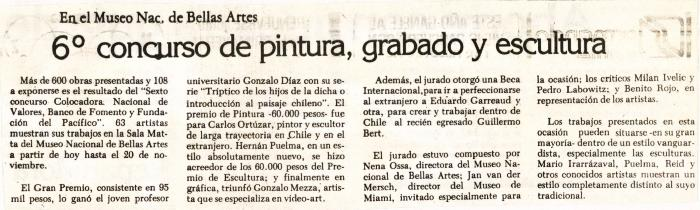 En el Museo Nac. de Bellas Artes
6º concurso de pintura, grabado y escultura
Más de 600 obras presentadas y 108
a exponerse es el resultado del "Sexto
concurso Colocadora. Nacional de
Valores, Banco de Fomento y Funda-
ción del Pacífico". 63 artistas
muestran sus trabajos en la Sala Mat-
ta del Museo Nacional de Bellas Artes
a partir de hoy hasta el 20 de no-
viembre.
El Gran Premio, consistente en 95
mil pesos, lo ganó el joven profesor
universitario Gonzalo Díaz con su se-
rie "Tríptico de los hijos de la dicha o
introducción al paisaje chileno". El
premio de Pintura -60.000 pesos- fue
para Carlos Ortúzar, pintor y escultor
de larga trayectoria en Chile y en el
extranjero. Hernán Puelma, en un es-
tilo absolutamente nuevo, se hizo
acreedor de los 60.000 pesos del Pre-
mio de Escultura; y finalmente en
gráfica, triunfó Gonzalo Mezza, artis-
ta que se especializa en video-art.
Además, el jurado otorgó una Beca
Internacional, para ir a perfeccionarse
al extranjero a Eduardo Garreaud y
otra, para crear y trabajar dentro de
Chile al recién egresado Guillermo
Bert.
El jurado estuvo compuesto por
Nena Ossa, directora del Museo Na-
cional de Bellas Artes; Jan van der
Mersch, director del Museo de
Miami, invitado especialmente para
la ocasión; los críticos Milan Ivelic y
Pedro Labowitz; y Benito Rojo, en
representación de los artistas.
Los trabajos presentados en esta
ocasión pueden situarse -en su gran
mayoría- dentro de un estilo vanguar-
dista, especialmente las esculturas.
Mario Irarrázaval, Puelma, Reid y
otros conocidos artistas muestran un
estilo completamente distinto al suyo
tradicional.